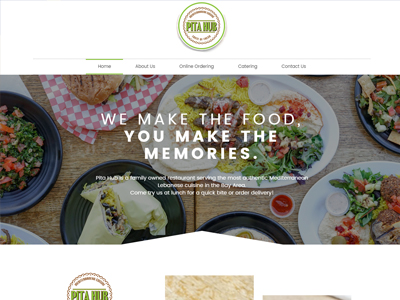 PITA HUB
Home About Us Online Ordering Catering Contact Us
WE MAKE THE FOOD,
YOU MAKE THE
MEMORIES.
Pita Hub is a family owned restaurant serving the most authentic Mediterranean
Lebanese cuisine in the Bay Area.
Come try us at lunch for a quick bite or order delivery!
MEDITERRANEAN CUISINE
PITA HUB